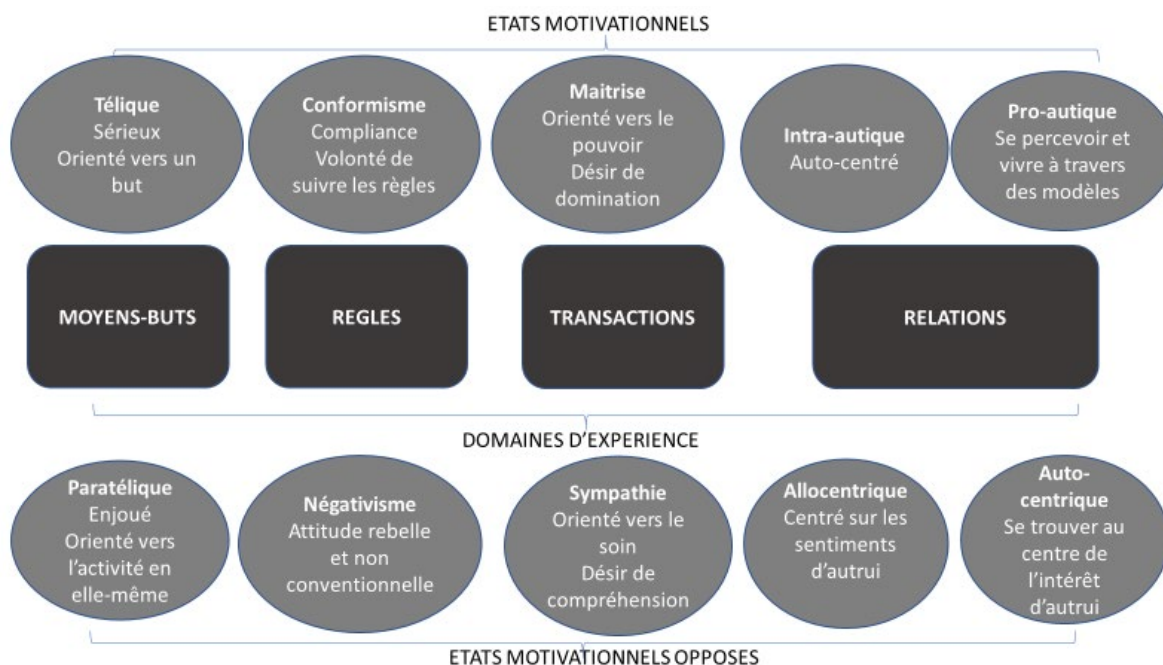 ETATS MOTIVATIONNELS
Télique
Sérieux
Orienté vers un
but
Conformisme
Compliance
Volonté de
suivre les règles
Maitrise
Orienté vers le
pouvoir
Désir de
domination
Intra-autique
Auto-centré
Pro-autique
Se percevoir et
vivre à travers
des modèles
MOYENS-BUTS
REGLES
TRANSACTIONS
RELATIONS
DOMAINES D’EXPERIENCE
Paratélique
Enjoué
Orienté vers
l’activité en
elle-même
Négativisme
Attitude rebelle
et non
conventionnelle
Sympathie
Orienté vers le
soin
Désir de
compréhension
Allocentrique
Centré sur les
sentiments
d’autrui
Auto-
centrique
Se trouver au
centre de
l’intérêt
d’autrui
ETATS MOTIVATIONNELS OPPOSES